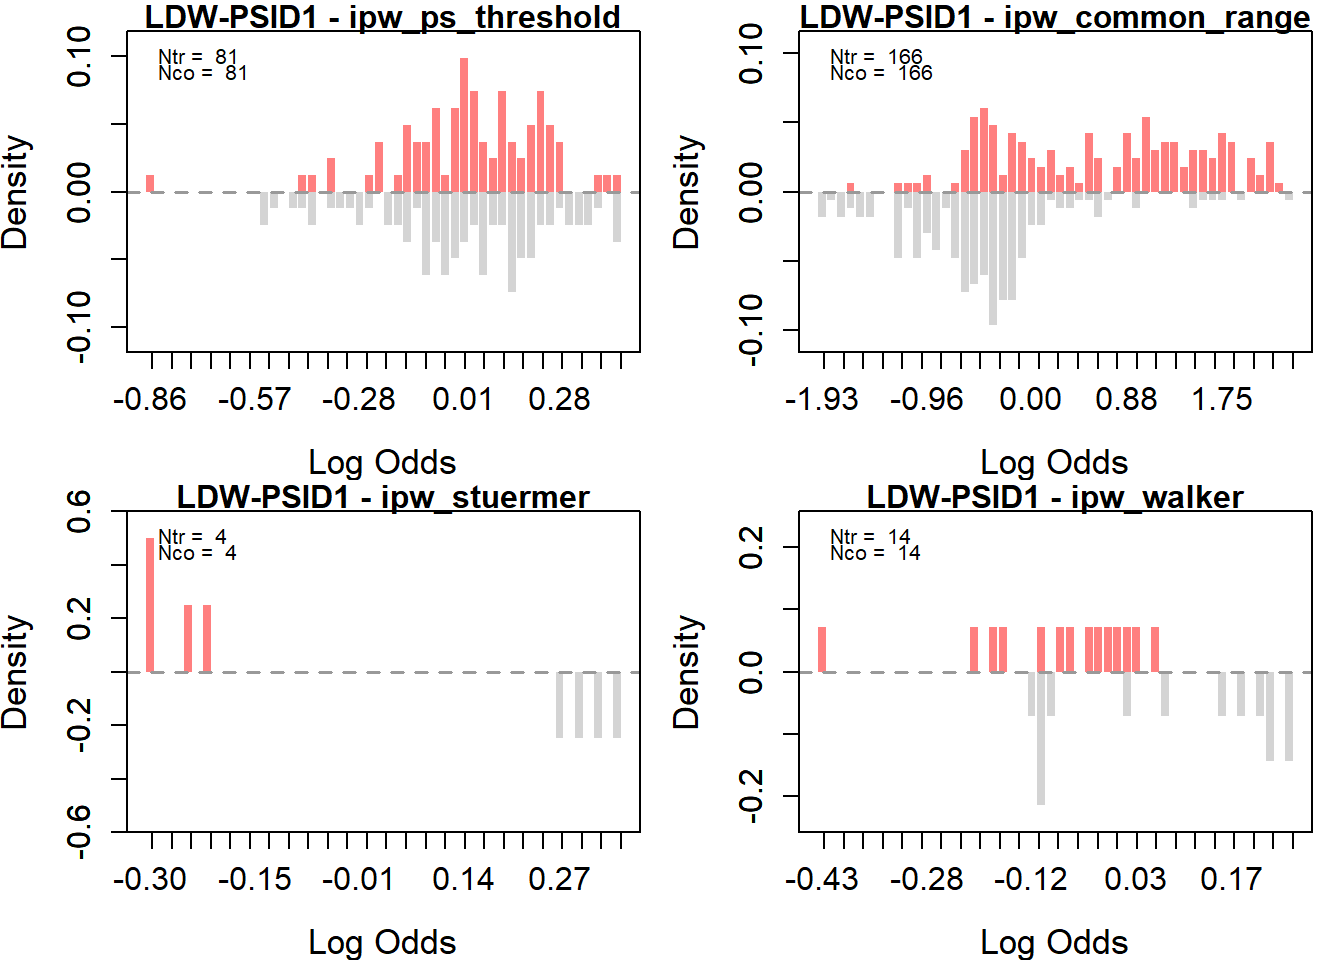 LDW-PSID1 - ipw_ps_threshold
Ntr = 81
Nco = 81
Density
0.10
0.00
-0.10
-0.86 -0.57 -0.28 0.01 0.28
Log Odds
LDW-PSID1 - ipw_common_range
Ntr = 166
Nco = 166
Density
0.10
0.00
-0.10
-1.93 -0.96 0.00 0.88 1.75
Log Odds
LDW-PSID1 - ipw_stuermer
Ntr = 4
Nco = 4
Density
0.6
0.2
-0.2
-0.6
-0.30 -0.15 -0.01 0.14 0.27
Log Odds
LDW-PSID1 - ipw_walker
Ntr = 14
Nco = 14
Density
0.2
0.0
-0.2
-0.43 -0.28 -0.12 0.03 0.17
Log Odds